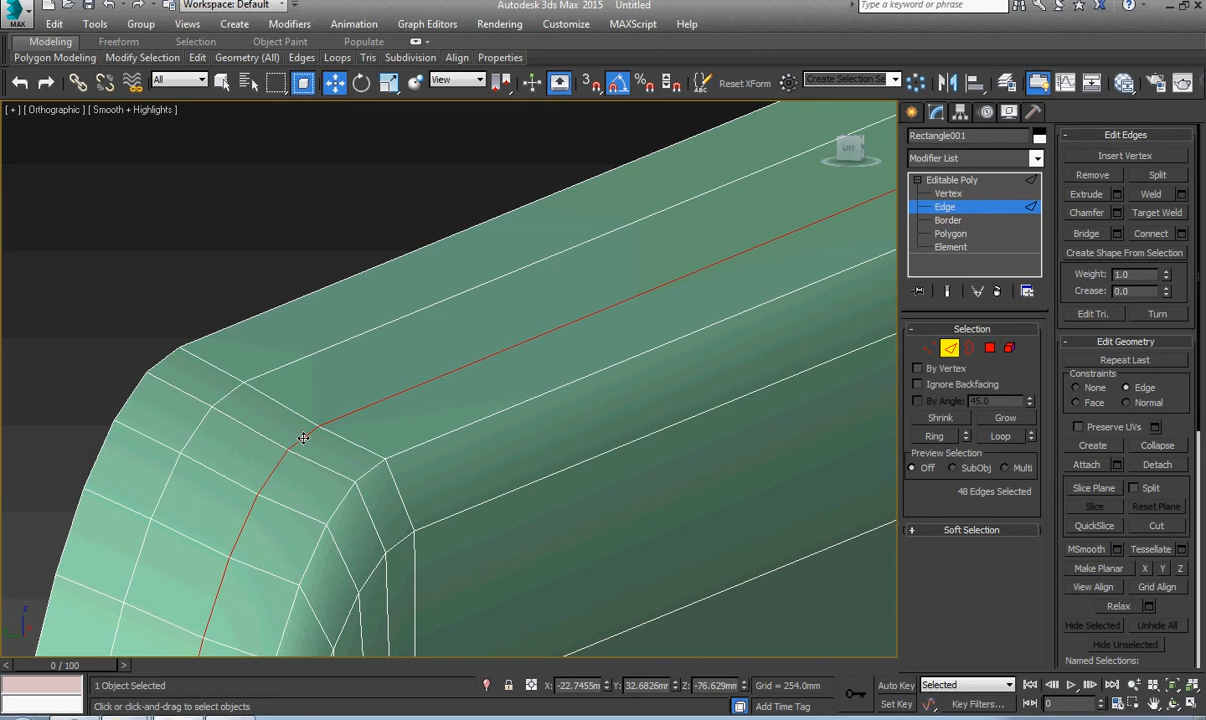 Workspace: Default
Autodesk 3ds Max 2015 Untitled
Type a keyword or phrase
MAX
Edit Tools Group Views Create Modifiers Animation Graph Editors Rendering Customize MAXScript Help
Modeling Freeform Selection Object Paint Populate
Polygon Modeling Modify Selection Edit Geometry (All) Edges Loops Tris Subdivision Align Properties
All View 3 % ABC Reset XForm Create Selection Se
[ + ] [ Orthographic ] [ Smooth + Highlights ]
LEFT
Rectangle001
Modifier List
Editable Poly
Vertex
Edge
Border
Polygon
Element
Selection
By Vertex
Ignore Backfacing
By Angle: 45.0
Shrink Grow
Ring Loop
Preview Selection
Off SubObj Multi
48 Edges Selected
Soft Selection
Edit Edges
Insert Vertex
Remove Split
Extrude Weld
Chamfer Target Weld
Bridge Connect
Create Shape From Selection
Weight: 1.0
Crease: 0.0
Edit Tri. Turn
Edit Geometry
Repeat Last
Constraints
None Edge
Face Normal
Preserve UVs
Create Collapse
Attach Detach
Slice Plane Split
Slice Reset Plane
QuickSlice Cut
MSmooth Tessellate
Make Planar X Y Z
View Align Grid Align
Relax
Hide Selected Unhide All
Hide Unselected
Named Selections:
z
< 0 / 100 >
1 Object Selected X: -22.7455m Y: 32.6826m Z: -76.629mm Grid = 254.0mm Auto Key Selected
Click or click-and-drag to select objects Add Time Tag Set Key Key Filters... 0